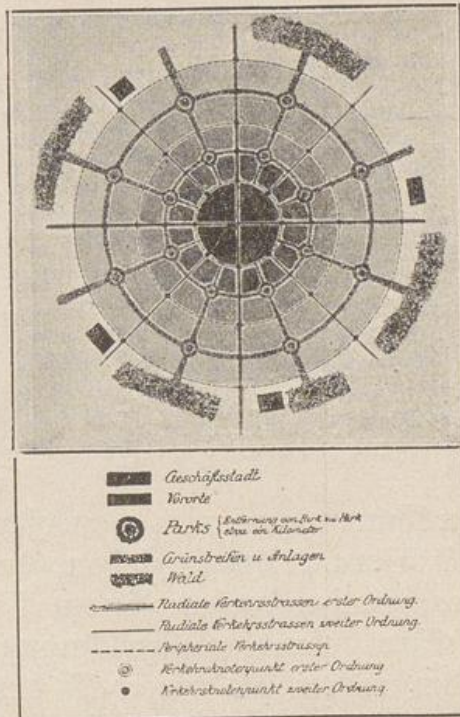 Geschäftsstadt
Vororte
Parks { Entfernung von Park zu Park
etwa ein Kilometer
Grünstreifen u Anlagen
Wald
Radiale Verkehrsstrassen erster Ordnung.
Radiale Verkehrsstrassen zweiter Ordnung.
Peripheriale Verkehrsstrassen
Verkehrsknotenpunkt erster Ordnung
Verkehrsknotenpunkt zweiter Ordnung.